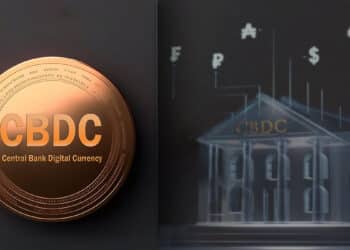 CBDC
Central Bank Digital Currency
F ₽ A $ C
CBDC